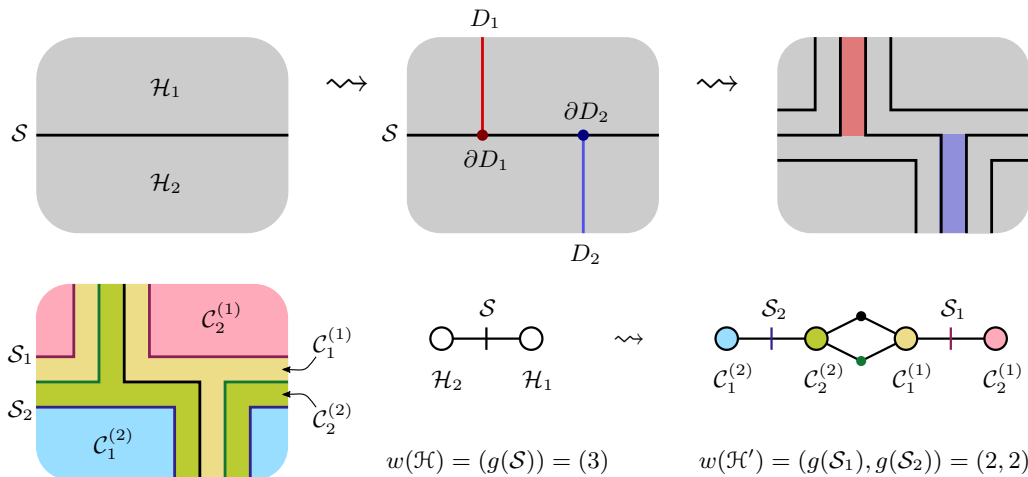 D₁
ℋ₁
𝒮
ℋ₂
𝒮
∂D₁
∂D₂
D₂
𝒮₁
𝒮₂
𝒞₂⁽¹⁾
𝒞₁⁽¹⁾
𝒞₂⁽²⁾
𝒞₁⁽²⁾
𝒮
ℋ₂ ℋ₁
𝒮₂ 𝒮₁
𝒞₁⁽²⁾ 𝒞₂⁽²⁾ 𝒞₁⁽¹⁾ 𝒞₂⁽¹⁾
w(ℋ) = (g(𝒮)) = (3)
w(ℋ′) = (g(𝒮₁), g(𝒮₂)) = (2, 2)